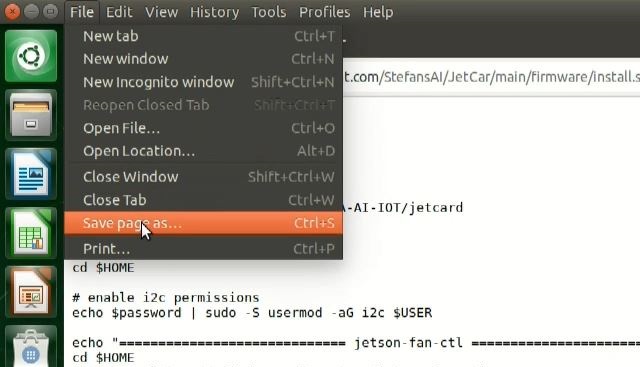 File Edit View History Tools Profiles Help
New tab Ctrl+T
New window Ctrl+N
New Incognito window Shift+Ctrl+N
t.com/StefansAI/JetCar/main/firmware/install.s
Reopen Closed Tab Shift+Ctrl+T
Open File... Ctrl+O
Open Location... Alt+D
Close Window Shift+Ctrl+W
Close Tab Ctrl+W
A-AI-IOT/jetcard
Save page as... Ctrl+S
Print... Ctrl+P
cd $HOME
# enable i2c permissions
echo $password | sudo -S usermod -aG i2c $USER
echo "============================= jetson-fan-ctl ======================
cd $HOME